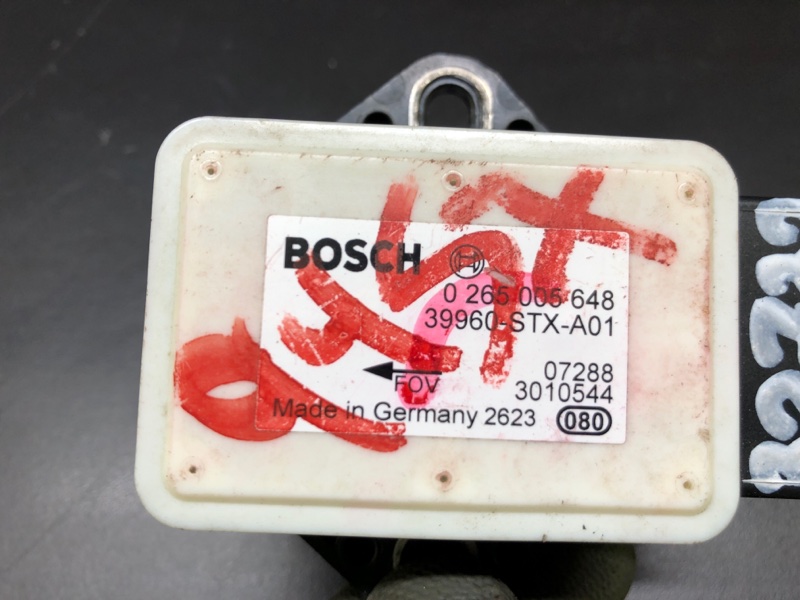 BOSCH
0 265 005 648
39960-STX-A01
07288
FOV 3010544
Made in Germany 2623 080